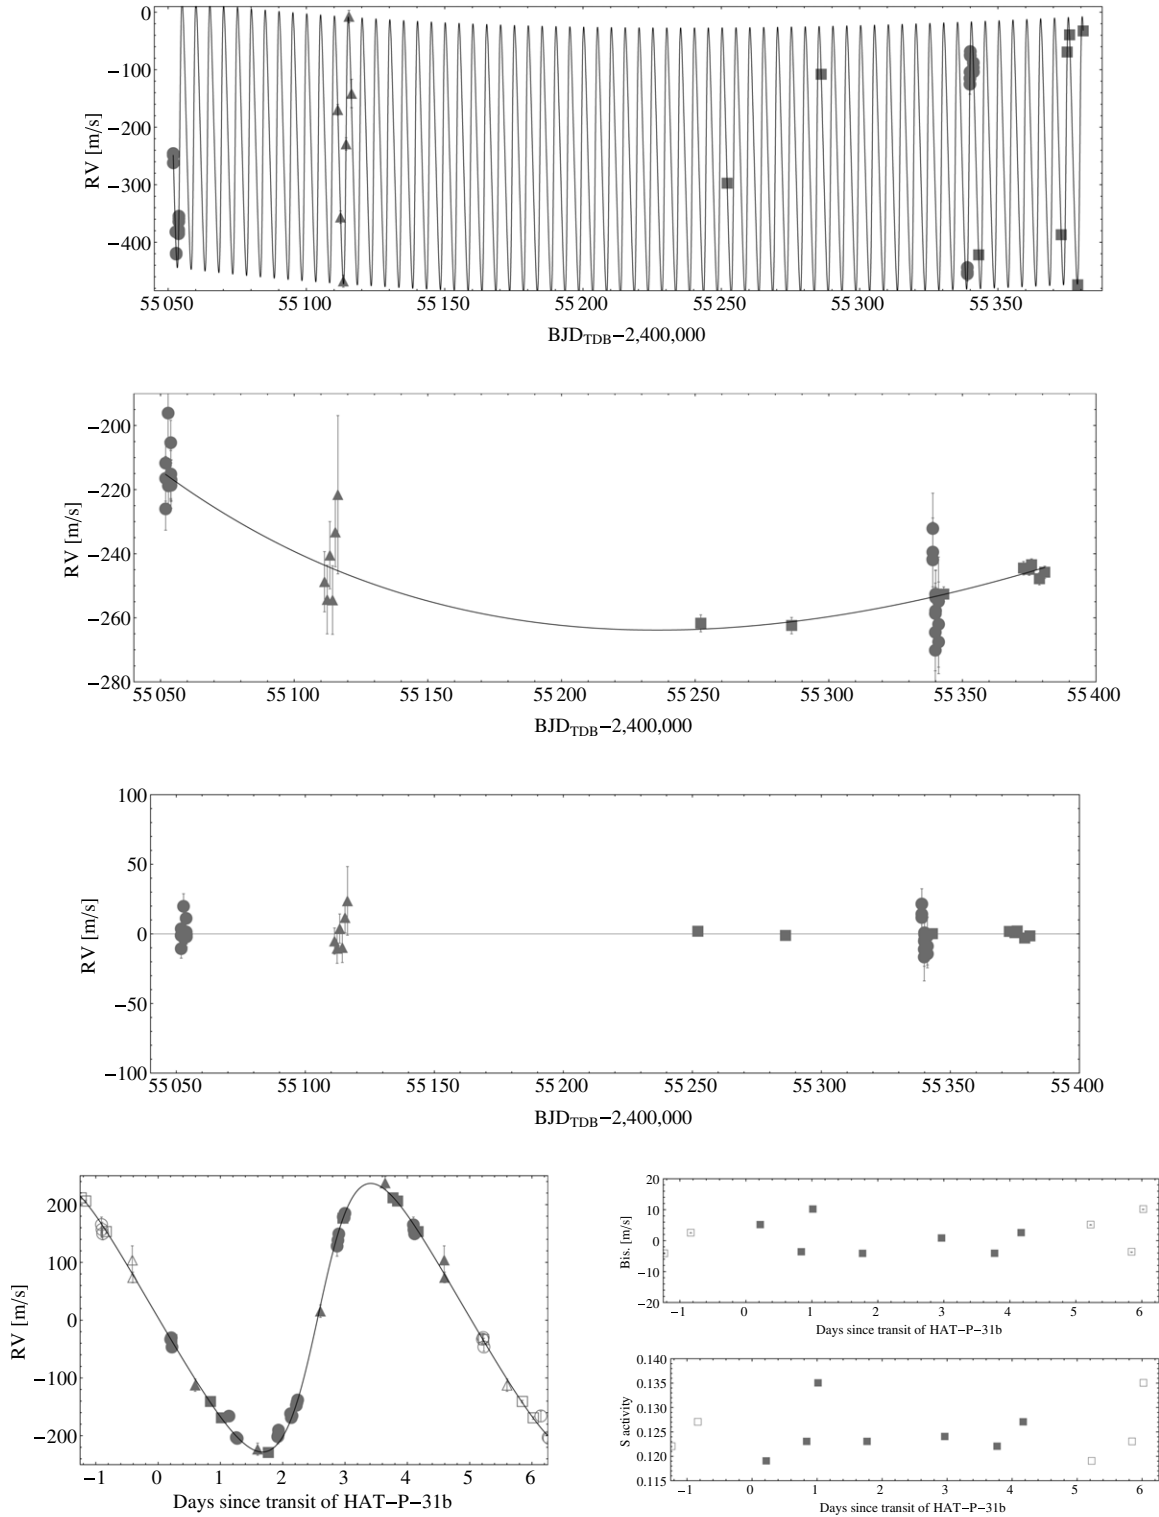 0
−100
−200
−300
−400
RV [m/s]
55 050 55 100 55 150 55 200 55 250 55 300 55 350
BJD_TDB−2,400,000
−200
−220
−240
−260
−280
RV [m/s]
55 050 55 100 55 150 55 200 55 250 55 300 55 350 55 400
BJD_TDB−2,400,000
100
50
0
−50
−100
RV [m/s]
55 050 55 100 55 150 55 200 55 250 55 300 55 350 55 400
BJD_TDB−2,400,000
200
100
0
−100
−200
RV [m/s]
−1 0 1 2 3 4 5 6
Days since transit of HAT−P−31b
20
10
0
−10
−20
Bis. [m/s]
−1 0 1 2 3 4 5 6
Days since transit of HAT−P−31b
0.140
0.135
0.130
0.125
0.120
0.115
S activity
−1 0 1 2 3 4 5 6
Days since transit of HAT−P−31b